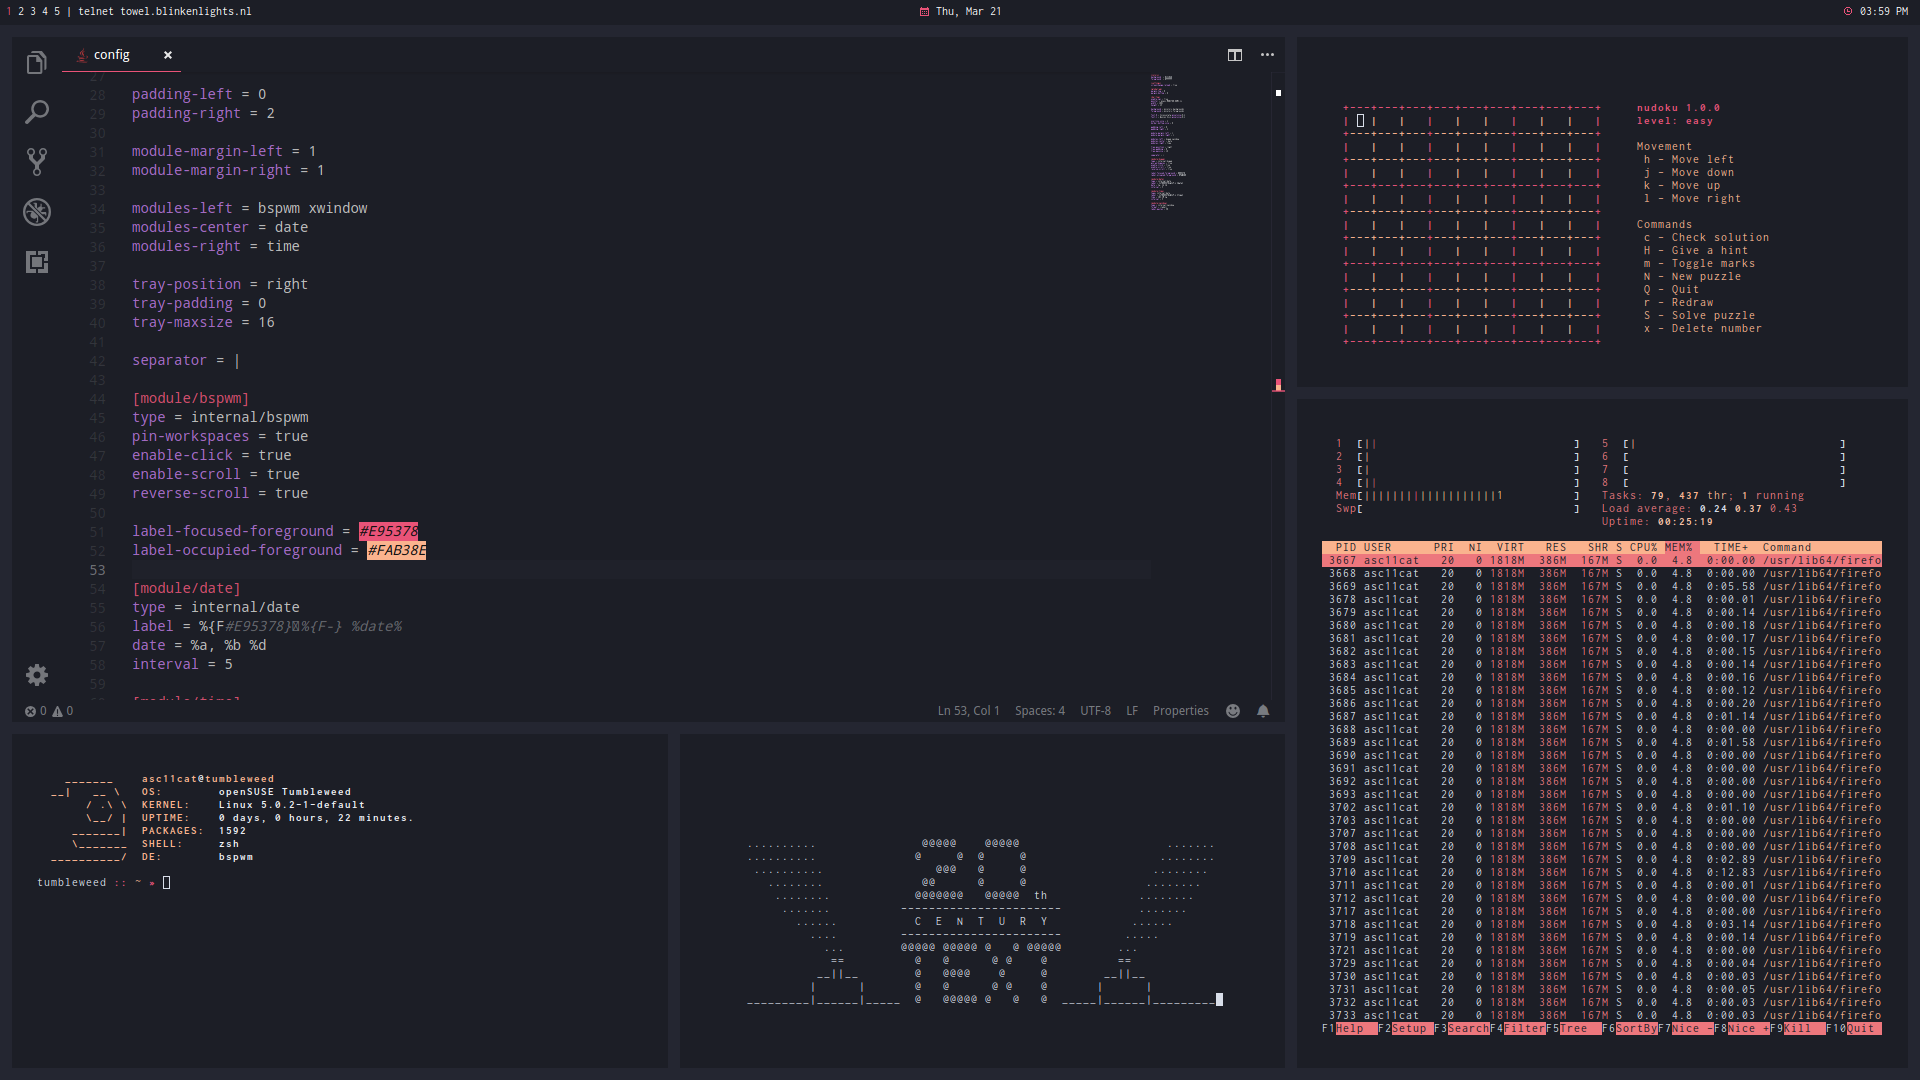 1 2 3 4 5 | telnet towel.blinkenlights.nl
Thu, Mar 21
03:59 PM
config
27
28 padding-left = 0
29 padding-right = 2
30
31 module-margin-left = 1
32 module-margin-right = 1
33
34 modules-left = bspwm xwindow
35 modules-center = date
36 modules-right = time
37
38 tray-position = right
39 tray-padding = 0
40 tray-maxsize = 16
41
42 separator = |
43
44 [module/bspwm]
45 type = internal/bspwm
46 pin-workspaces = true
47 enable-click = true
48 enable-scroll = true
49 reverse-scroll = true
50
51 label-focused-foreground = #E95378
52 label-occupied-foreground = #FAB38E
53
54 [module/date]
55 type = internal/date
56 label = %{F#E95378}%{F-} %date%
57 date = %a, %b %d
58 interval = 5
59
[module/time]
0 0
Ln 53, Col 1 Spaces: 4 UTF-8 LF Properties
nudoku 1.0.0
level: easy
Movement
h - Move left
j - Move down
k - Move up
l - Move right
Commands
c - Check solution
H - Give a hint
m - Toggle marks
N - New puzzle
Q - Quit
r - Redraw
S - Solve puzzle
x - Delete number
1 [|| ] 5 [| ]
2 [| ] 6 [ ]
3 [| ] 7 [ ]
4 [|| ] 8 [ ]
Mem[|||||||||||||||||||1 ] Tasks: 79, 437 thr; 1 running
Swp[ ] Load average: 0.24 0.37 0.43
Uptime: 00:25:19
PID USER PRI NI VIRT RES SHR S CPU% MEM% TIME+ Command
3667 asc11cat 20 0 1818M 386M 167M S 0.0 4.8 0:00.00 /usr/lib64/firefo
3668 asc11cat 20 0 1818M 386M 167M S 0.0 4.8 0:00.00 /usr/lib64/firefo
3669 asc11cat 20 0 1818M 386M 167M S 0.0 4.8 0:05.58 /usr/lib64/firefo
3678 asc11cat 20 0 1818M 386M 167M S 0.0 4.8 0:00.01 /usr/lib64/firefo
3679 asc11cat 20 0 1818M 386M 167M S 0.0 4.8 0:00.14 /usr/lib64/firefo
3680 asc11cat 20 0 1818M 386M 167M S 0.0 4.8 0:00.18 /usr/lib64/firefo
3681 asc11cat 20 0 1818M 386M 167M S 0.0 4.8 0:00.17 /usr/lib64/firefo
3682 asc11cat 20 0 1818M 386M 167M S 0.0 4.8 0:00.15 /usr/lib64/firefo
3683 asc11cat 20 0 1818M 386M 167M S 0.0 4.8 0:00.14 /usr/lib64/firefo
3684 asc11cat 20 0 1818M 386M 167M S 0.0 4.8 0:00.16 /usr/lib64/firefo
3685 asc11cat 20 0 1818M 386M 167M S 0.0 4.8 0:00.12 /usr/lib64/firefo
3686 asc11cat 20 0 1818M 386M 167M S 0.0 4.8 0:00.20 /usr/lib64/firefo
3687 asc11cat 20 0 1818M 386M 167M S 0.0 4.8 0:01.14 /usr/lib64/firefo
3688 asc11cat 20 0 1818M 386M 167M S 0.0 4.8 0:00.00 /usr/lib64/firefo
3689 asc11cat 20 0 1818M 386M 167M S 0.0 4.8 0:01.58 /usr/lib64/firefo
3690 asc11cat 20 0 1818M 386M 167M S 0.0 4.8 0:00.00 /usr/lib64/firefo
3691 asc11cat 20 0 1818M 386M 167M S 0.0 4.8 0:00.00 /usr/lib64/firefo
3692 asc11cat 20 0 1818M 386M 167M S 0.0 4.8 0:00.00 /usr/lib64/firefo
3693 asc11cat 20 0 1818M 386M 167M S 0.0 4.8 0:00.00 /usr/lib64/firefo
3702 asc11cat 20 0 1818M 386M 167M S 0.0 4.8 0:01.10 /usr/lib64/firefo
3703 asc11cat 20 0 1818M 386M 167M S 0.0 4.8 0:00.00 /usr/lib64/firefo
3707 asc11cat 20 0 1818M 386M 167M S 0.0 4.8 0:00.00 /usr/lib64/firefo
3708 asc11cat 20 0 1818M 386M 167M S 0.0 4.8 0:00.00 /usr/lib64/firefo
3709 asc11cat 20 0 1818M 386M 167M S 0.0 4.8 0:02.89 /usr/lib64/firefo
3710 asc11cat 20 0 1818M 386M 167M S 0.0 4.8 0:12.83 /usr/lib64/firefo
3711 asc11cat 20 0 1818M 386M 167M S 0.0 4.8 0:00.01 /usr/lib64/firefo
3712 asc11cat 20 0 1818M 386M 167M S 0.0 4.8 0:00.00 /usr/lib64/firefo
3717 asc11cat 20 0 1818M 386M 167M S 0.0 4.8 0:00.00 /usr/lib64/firefo
3718 asc11cat 20 0 1818M 386M 167M S 0.0 4.8 0:03.14 /usr/lib64/firefo
3719 asc11cat 20 0 1818M 386M 167M S 0.0 4.8 0:00.14 /usr/lib64/firefo
3721 asc11cat 20 0 1818M 386M 167M S 0.0 4.8 0:00.00 /usr/lib64/firefo
3729 asc11cat 20 0 1818M 386M 167M S 0.0 4.8 0:00.04 /usr/lib64/firefo
3730 asc11cat 20 0 1818M 386M 167M S 0.0 4.8 0:00.03 /usr/lib64/firefo
3731 asc11cat 20 0 1818M 386M 167M S 0.0 4.8 0:00.05 /usr/lib64/firefo
3732 asc11cat 20 0 1818M 386M 167M S 0.0 4.8 0:00.03 /usr/lib64/firefo
3733 asc11cat 20 0 1818M 386M 167M S 0.0 4.8 0:00.03 /usr/lib64/firefo
F1Help F2Setup F3SearchF4FilterF5Tree F6SortByF7Nice -F8Nice +F9Kill F10Quit
asc11cat@tumbleweed
OS: openSUSE Tumbleweed
KERNEL: Linux 5.0.2-1-default
UPTIME: 0 days, 0 hours, 22 minutes.
PACKAGES: 1592
SHELL: zsh
DE: bspwm
tumbleweed :: ~ »
20 th
C E N T U R Y
FOX